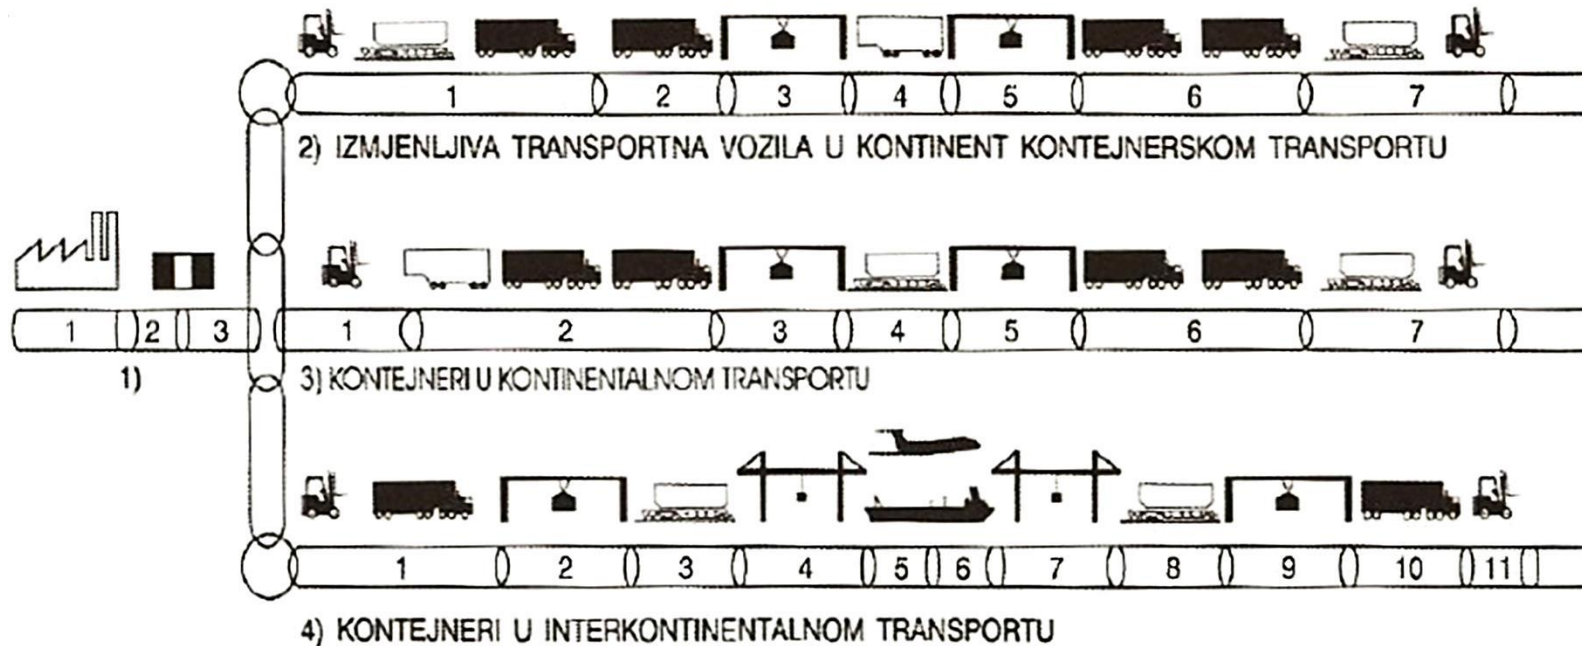 1 2 3 4 5 6 7
2) IZMJENLJIVA TRANSPORTNA VOZILA U KONTINENT KONTEJNERSKOM TRANSPORTU
1 2 3 1 2 3 4 5 6 7
1) 3) KONTEJNERI U KONTINENTALNOM TRANSPORTU
1 2 3 4 5 6 7 8 9 10 11
4) KONTEJNERI U INTERKONTINENTALNOM TRANSPORTU